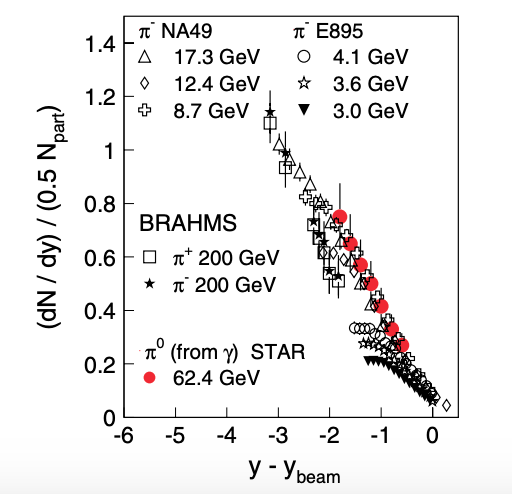 π⁻ NA49
17.3 GeV
12.4 GeV
8.7 GeV
π⁻ E895
4.1 GeV
3.6 GeV
3.0 GeV
BRAHMS
π⁺ 200 GeV
π⁻ 200 GeV
π⁰ (from γ) STAR
62.4 GeV
(dN / dy) / (0.5 N_part)
1.4
1.2
1
0.8
0.6
0.4
0.2
0
-6 -5 -4 -3 -2 -1 0
y - y_beam